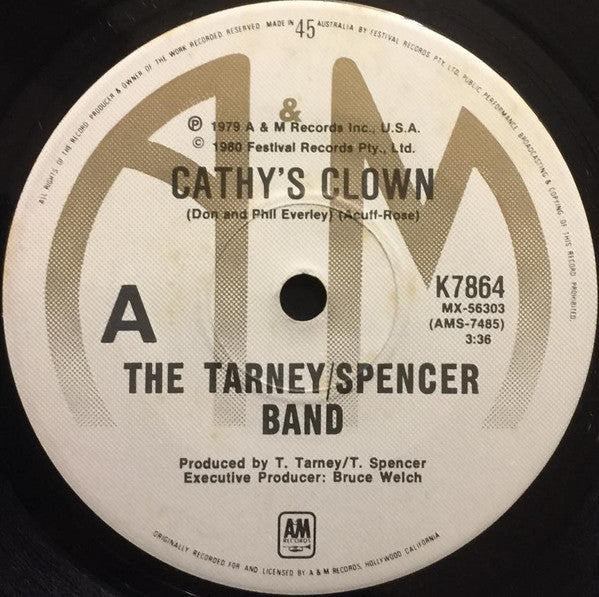 ALL RIGHTS OF THE RECORD PRODUCER & OWNER OF THE WORK RECORDED, RESERVED. MADE IN 45 AUSTRALIA BY FESTIVAL RECORDS PTY. LTD. PUBLIC PERFORMANCE BROADCASTING & COPYING OF THIS RECORD PROHIBITED.
A & M
℗ 1979 A & M Records Inc., U.S.A.
© 1980 Festival Records Pty., Ltd.
CATHY'S CLOWN
(Don and Phil Everley) (Acuff-Rose)
A
K7864
MX-56303
(AMS-7485)
3:36
THE TARNEY/SPENCER
BAND
Produced by T. Tarney/T. Spencer
Executive Producer: Bruce Welch
AM
RECORDS
ORIGINALLY RECORDED FOR AND LICENSED BY A & M RECORDS, HOLLYWOOD CALIFORNIA